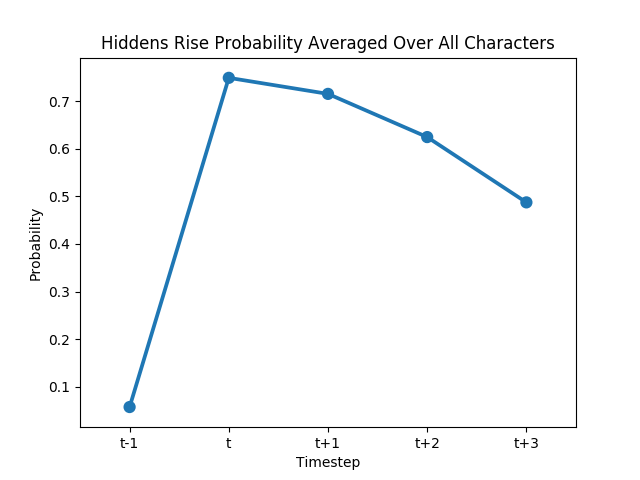 Hiddens Rise Probability Averaged Over All Characters
0.7
0.6
0.5
0.4
0.3
0.2
0.1
Probability
t-1 t t+1 t+2 t+3
Timestep